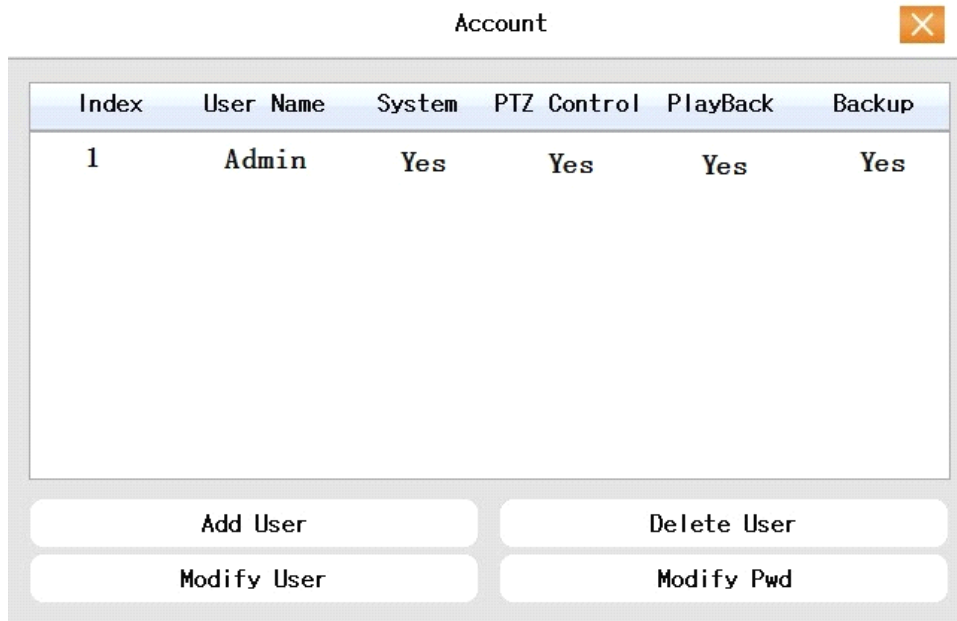 Account
Index User Name System PTZ Control PlayBack Backup
1 Admin Yes Yes Yes Yes
Add User Delete User
Modify User Modify Pwd